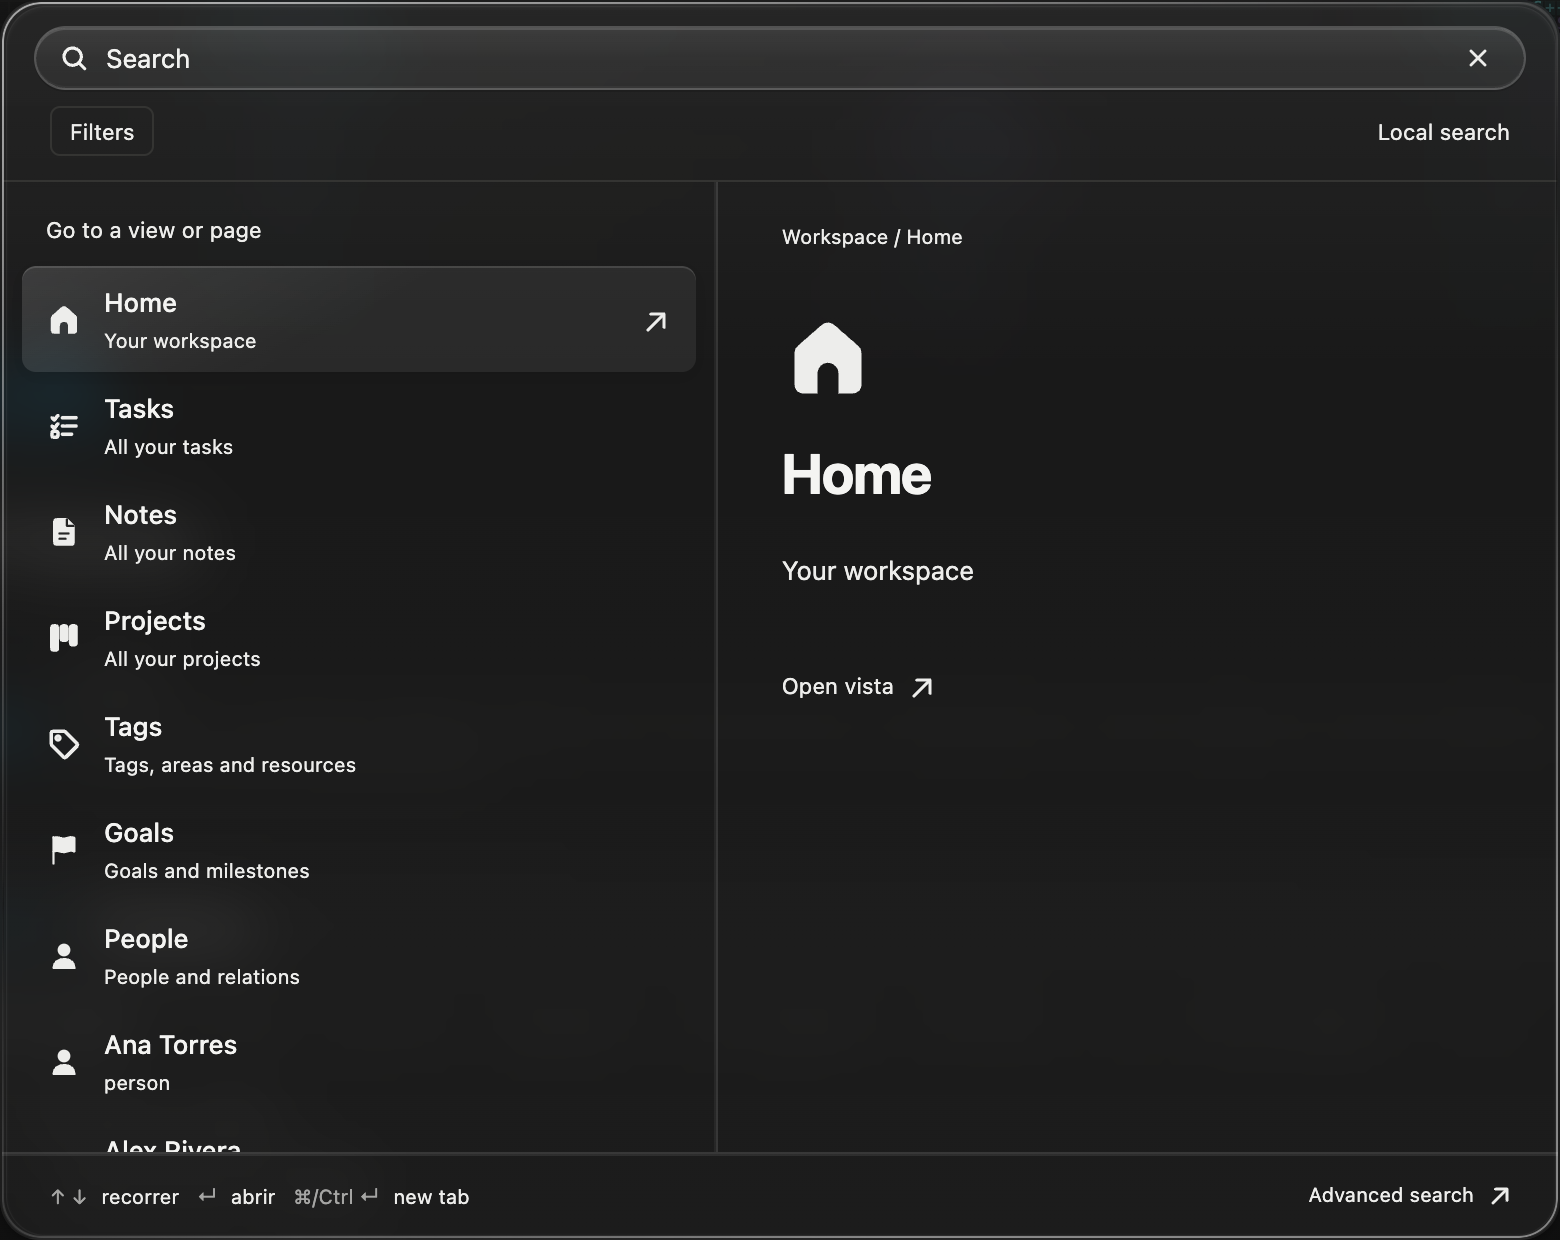 Search
Filters
Local search
Go to a view or page
Home
Your workspace
Tasks
All your tasks
Notes
All your notes
Projects
All your projects
Tags
Tags, areas and resources
Goals
Goals and milestones
People
People and relations
Ana Torres
person
Alex Rivera
Workspace / Home
Home
Your workspace
Open vista
↑ ↓ recorrer ↵ abrir ⌘/Ctrl ↵ new tab
Advanced search